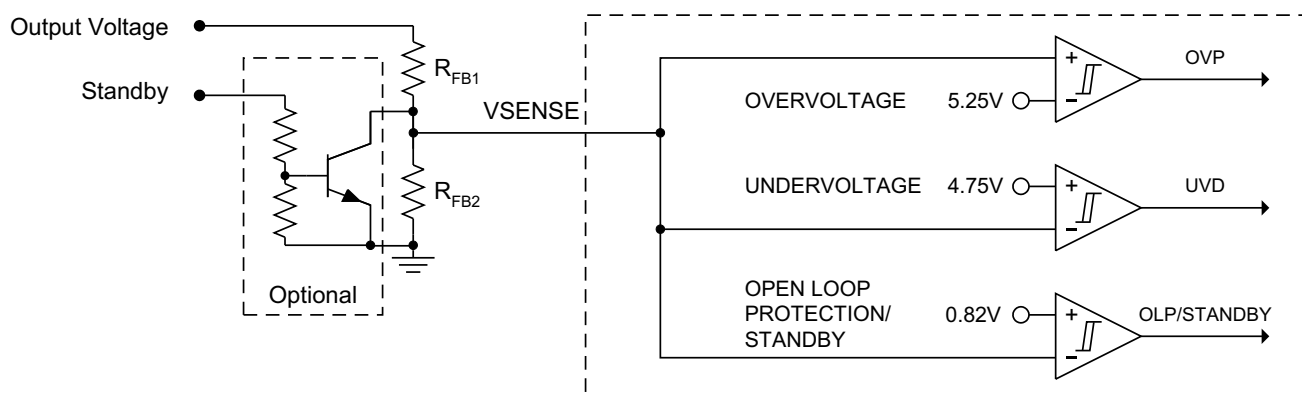 Output Voltage
Standby
Optional
R_FB1
R_FB2
VSENSE
OVERVOLTAGE 5.25V
+
−
OVP
UNDERVOLTAGE 4.75V
+
−
UVD
OPEN LOOP
PROTECTION/
STANDBY
0.82V
+
−
OLP/STANDBY